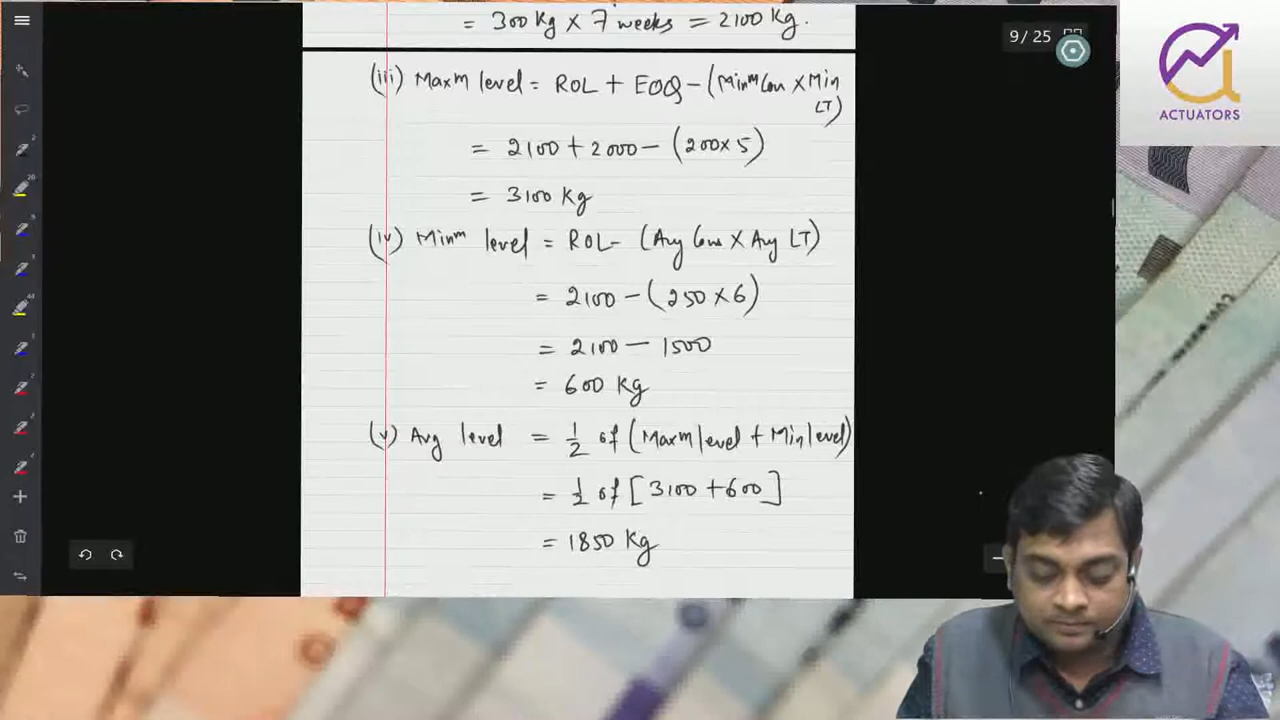 = 300 Kg x 7 weeks = 2100 Kg.
9 / 25
ACTUATORS
(iii) Maxm level = ROL + EOQ - (Minm Con x Min LT)
= 2100 + 2000 - (200 x 5)
= 3100 Kg
(iv) Minm level = ROL - (Avg Cons X Avg LT)
= 2100 - (250 x 6)
= 2100 - 1500
= 600 Kg
(v) Avg level = 1/2 of (Maxm level + Min level)
= 1/2 of [3100 + 600]
= 1850 Kg